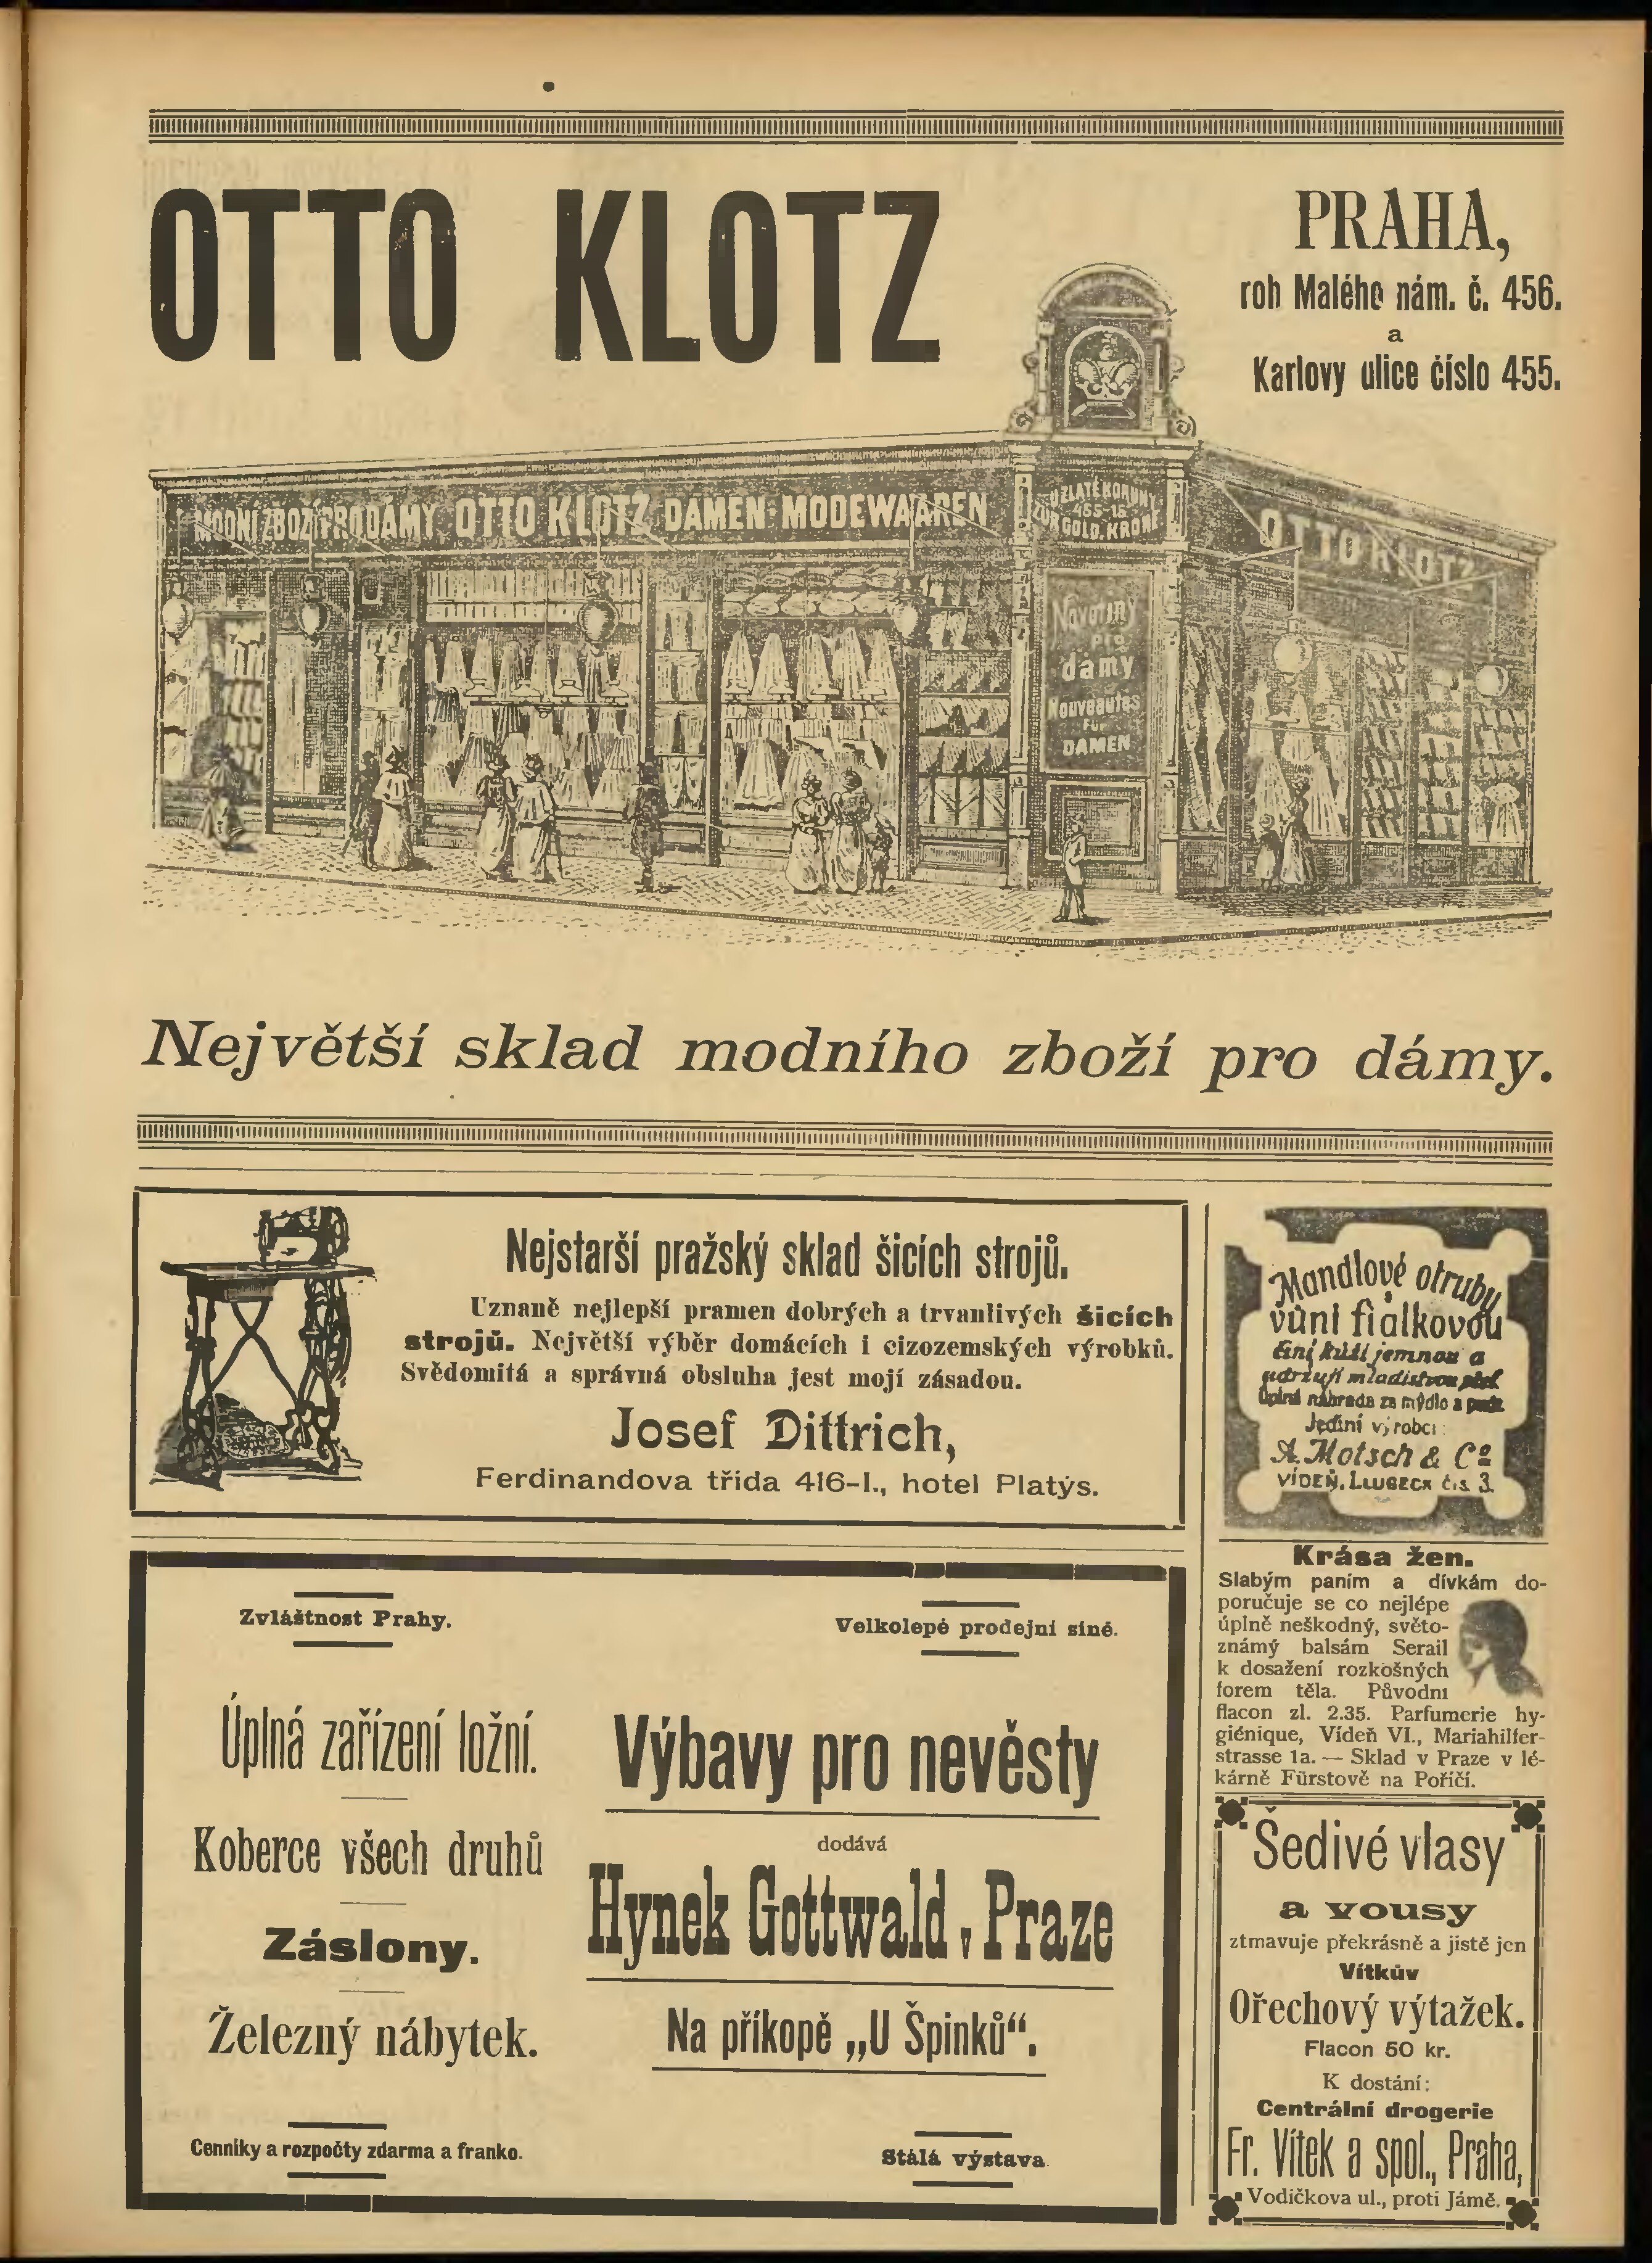 OTTO KLOTZ
PRAHA,
roh Malého nám. č. 456.
a
Karlovy ulice číslo 455.
MODNÍ ZBOŽÍ PRO DÁMY OTTO KLOTZ DAMEN-MODEWAAREN
U ZLATÉ KORUNY
455-15
ZUR GOLD. KRONE
OTTO KLOTZ
Novotiny
pro
dámy
Nouveautés
für
DAMEN
Největší sklad modního zboží pro dámy.
Nejstarší pražský sklad šicích strojů.
Uznaně nejlepší pramen dobrých a trvanlivých šicích
strojů. Největší výběr domácích i cizozemských výrobků.
Svědomitá a správná obsluha jest mojí zásadou.
Josef Dittrich,
Ferdinandova třída 416-I., hotel Platýs.
Mandlové otruby
vůní fialkovou
činí kůži jemnou a
udržují mladistvou pleť
Úplná náhrada za mýdlo a pudr.
Jediní výrobci:
A. Motsch & Co
VÍDEŇ, I. LUGECK čis. 3.
Krása žen.
Slabým paním a dívkám do-
poručuje se co nejlépe
úplně neškodný, světo-
známý balsám Serail
k dosažení rozkošných
forem těla. Původní
flacon zl. 2.35. Parfumerie hy-
giénique, Vídeň VI., Mariahilfer-
strasse 1a. — Sklad v Praze v lé-
kárně Fürstově na Poříčí.
Zvláštnost Prahy.
Úplná zařízení ložní.
Koberce všech druhů
Záslony.
Železný nábytek.
Cenníky a rozpočty zdarma a franko.
Velkolepé prodejní síně.
Výbavy pro nevěsty
dodává
Hynek Gottwald v Praze
Na příkopě „U Špinků“.
Stálá výstava.
Šedivé vlasy
a vousy
ztmavuje překrásně a jistě jen
Vítkův
Ořechový výtažek.
Flacon 50 kr.
K dostání:
Centrální drogerie
Fr. Vítek a spol., Praha,
Vodičkova ul., proti Jámě.